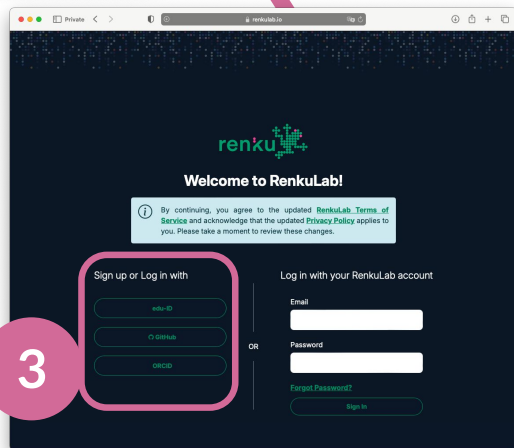 Private
renkulab.io
renku
Welcome to RenkuLab!
By continuing, you agree to the updated RenkuLab Terms of
Service and acknowledge that the updated Privacy Policy applies to
you. Please take a moment to review these changes.
Sign up or Log in with
edu-ID
GitHub
ORCID
OR
Log in with your RenkuLab account
Email
Password
Forgot Password?
Sign In
3